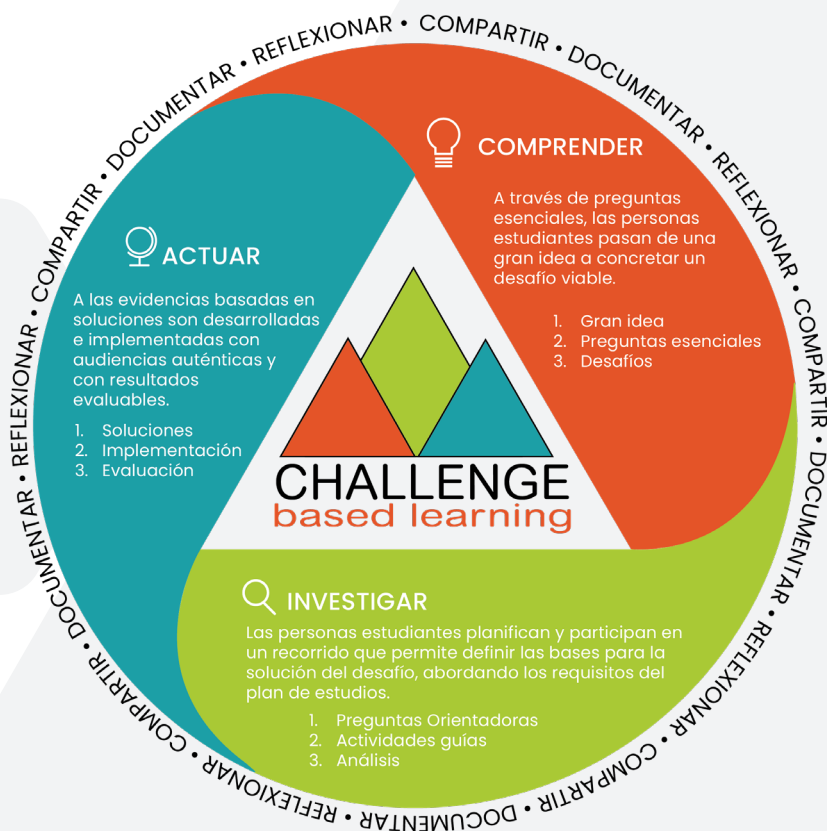 COMPARTIR • DOCUMENTAR • REFLEXIONAR • COMPARTIR • DOCUMENTAR • REFLEXIONAR • COMPARTIR • DOCUMENTAR • REFLEXIONAR • COMPARTIR • DOCUMENTAR • REFLEXIONAR • COMPARTIR • DOCUMENTAR • REFLEXIONAR •
COMPRENDER
A través de preguntas
esenciales, las personas
estudiantes pasan de una
gran idea a concretar un
desafío viable.
1. Gran idea
2. Preguntas esenciales
3. Desafíos
ACTUAR
A las evidencias basadas en
soluciones son desarrolladas
e implementadas con
audiencias auténticas y
con resultados
evaluables.
1. Soluciones
2. Implementación
3. Evaluación
CHALLENGE
based learning
INVESTIGAR
Las personas estudiantes planifican y participan en
un recorrido que permite definir las bases para la
solución del desafío, abordando los requisitos del
plan de estudios.
1. Preguntas Orientadoras
2. Actividades guías
3. Análisis